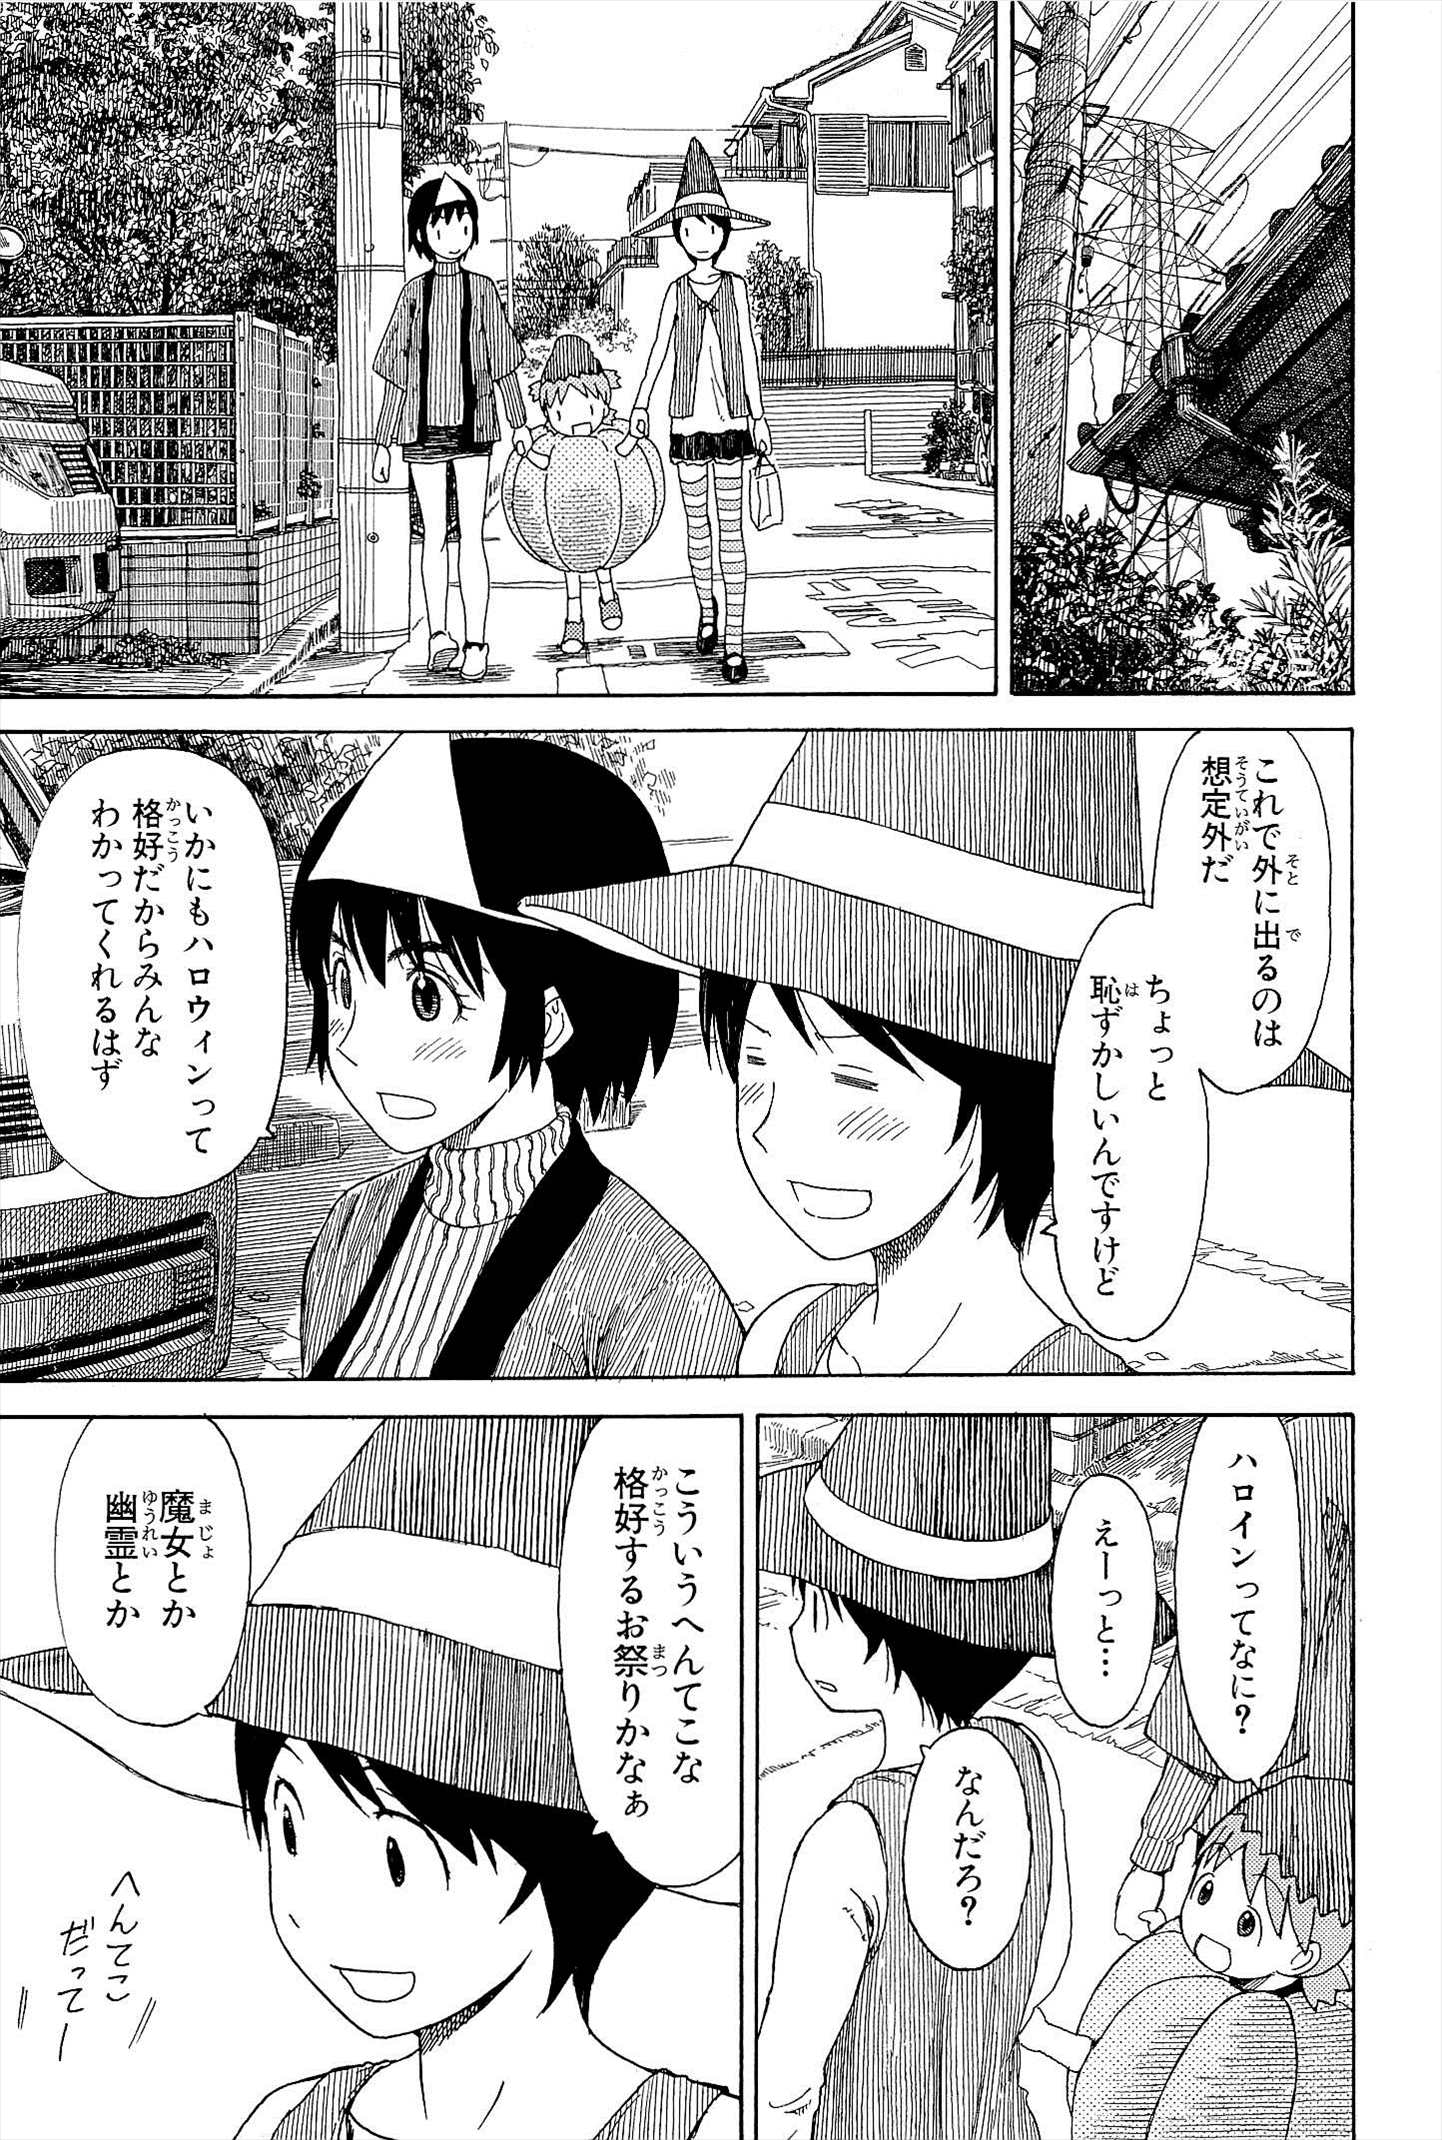 これで外に出るのは
想定外だ
ちょっと
恥ずかしいんですけど
いかにもハロウィンって
格好だからみんな
わかってくれるはず
ハロインってなに？
えーっと…
なんだろ？
こういうへんてこな
格好するお祭りかなぁ
魔女とか
幽霊とか
へんてこ
だってー